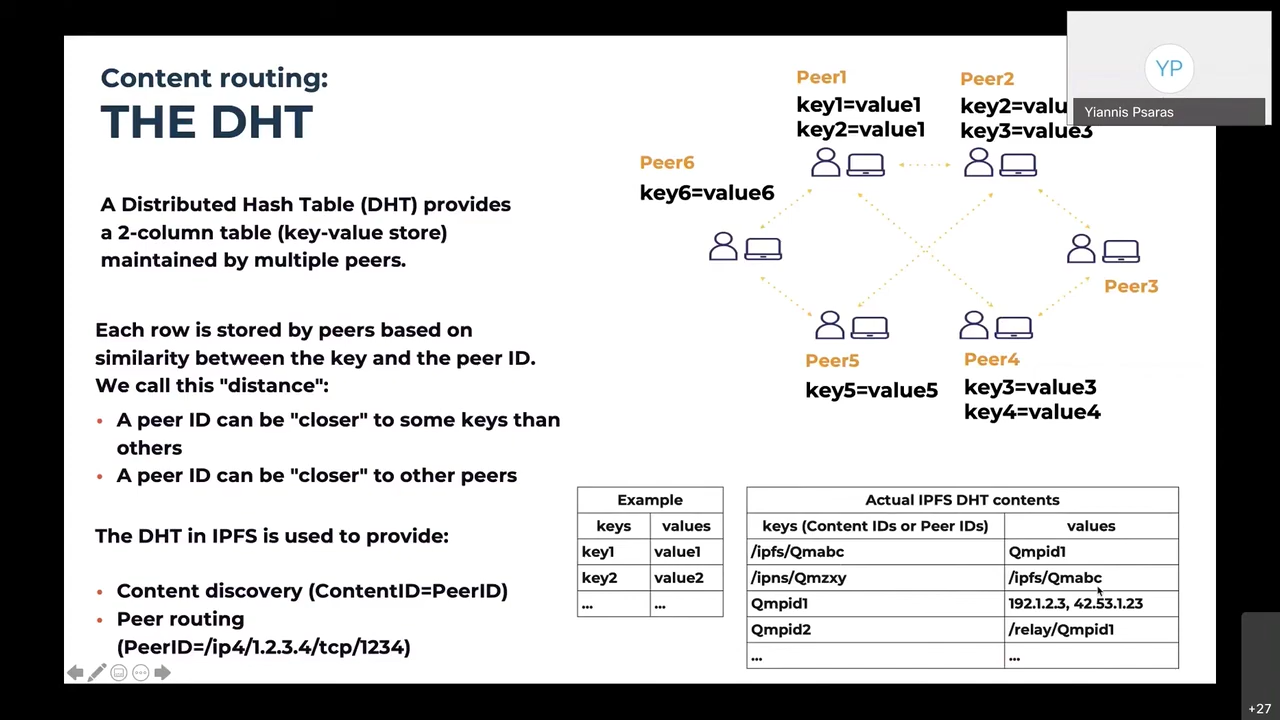 Content routing:
THE DHT
A Distributed Hash Table (DHT) provides
a 2-column table (key-value store)
maintained by multiple peers.
Each row is stored by peers based on
similarity between the key and the peer ID.
We call this "distance":
• A peer ID can be "closer" to some keys than
others
• A peer ID can be "closer" to other peers
The DHT in IPFS is used to provide:
• Content discovery (ContentID=PeerID)
• Peer routing
(PeerID=/ip4/1.2.3.4/tcp/1234)
Peer1
key1=value1
key2=value1
Peer2
key2=valu
key3=value3
Peer6
key6=value6
Peer3
Peer5
key5=value5
Peer4
key3=value3
key4=value4
Example
keys values
key1 value1
key2 value2
... ...
Actual IPFS DHT contents
keys (Content IDs or Peer IDs) values
/ipfs/Qmabc Qmpid1
/ipns/Qmzxy /ipfs/Qmabc
Qmpid1 192.1.2.3, 42.53.1.23
Qmpid2 /relay/Qmpid1
... ...
YP
Yiannis Psaras
+27